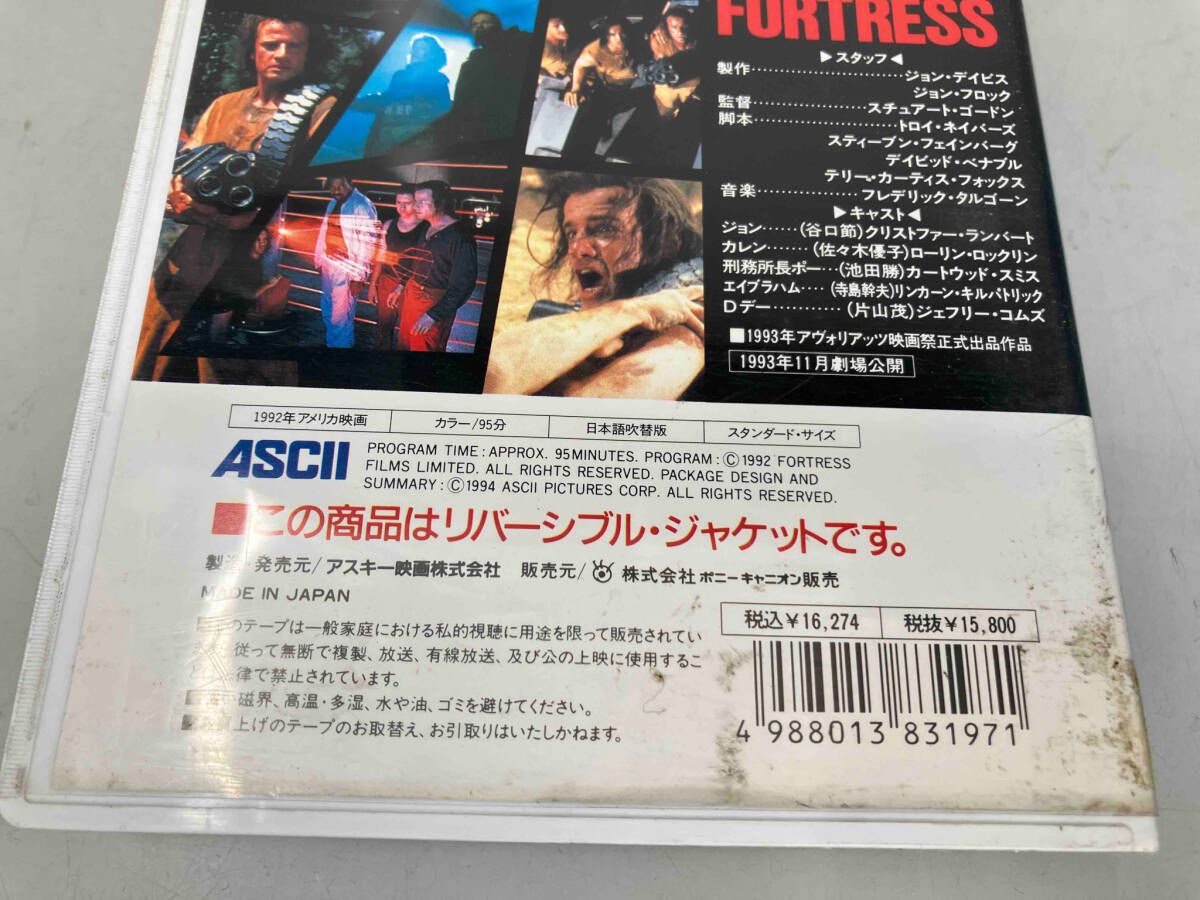 FORTRESS
▶スタッフ◀
製作……………………ジョン・デイビス
ジョン・フロック
監督………………スチュアート・ゴードン
脚本…………………トロイ・ネイバーズ
スティーブン・フェインバーグ
デイビッド・ベナブル
テリー・カーティス・フォックス
音楽……………フレデリック・タルゴーン
▶キャスト◀
ジョン……(谷口節)クリストファー・ランバート
カレン……(佐々木優子)ローリン・ロックリン
刑務所長ポー…(池田勝)カートウッド・スミス
エイブラハム…(寺島幹夫)リンカーン・キルパトリック
Dデー…………(片山茂)ジェフリー・コムズ
■1993年アヴォリアッツ映画祭正式出品作品
1993年11月劇場公開
1992年アメリカ映画 カラー/95分 日本語吹替版 スタンダード・サイズ
ASCII
PROGRAM TIME:APPROX. 95MINUTES. PROGRAM:©1992 FORTRESS
FILMS LIMITED. ALL RIGHTS RESERVED. PACKAGE DESIGN AND
SUMMARY:©1994 ASCII PICTURES CORP. ALL RIGHTS RESERVED.
■この商品はリバーシブル・ジャケットです。
製造・発売元/アスキー映画株式会社 販売元/株式会社ポニーキャニオン販売
MADE IN JAPAN
税込¥16,274 税抜¥15,800
のテープは一般家庭における私的視聴に用途を限って販売されてい
従って無断で複製、放送、有線放送、及び公の上映に使用するこ
律で禁止されています。
磁界、高温・多湿、水や油、ゴミを避けてください。
上げのテープのお取替え、お引取りはいたしかねます。
4 988013 831971